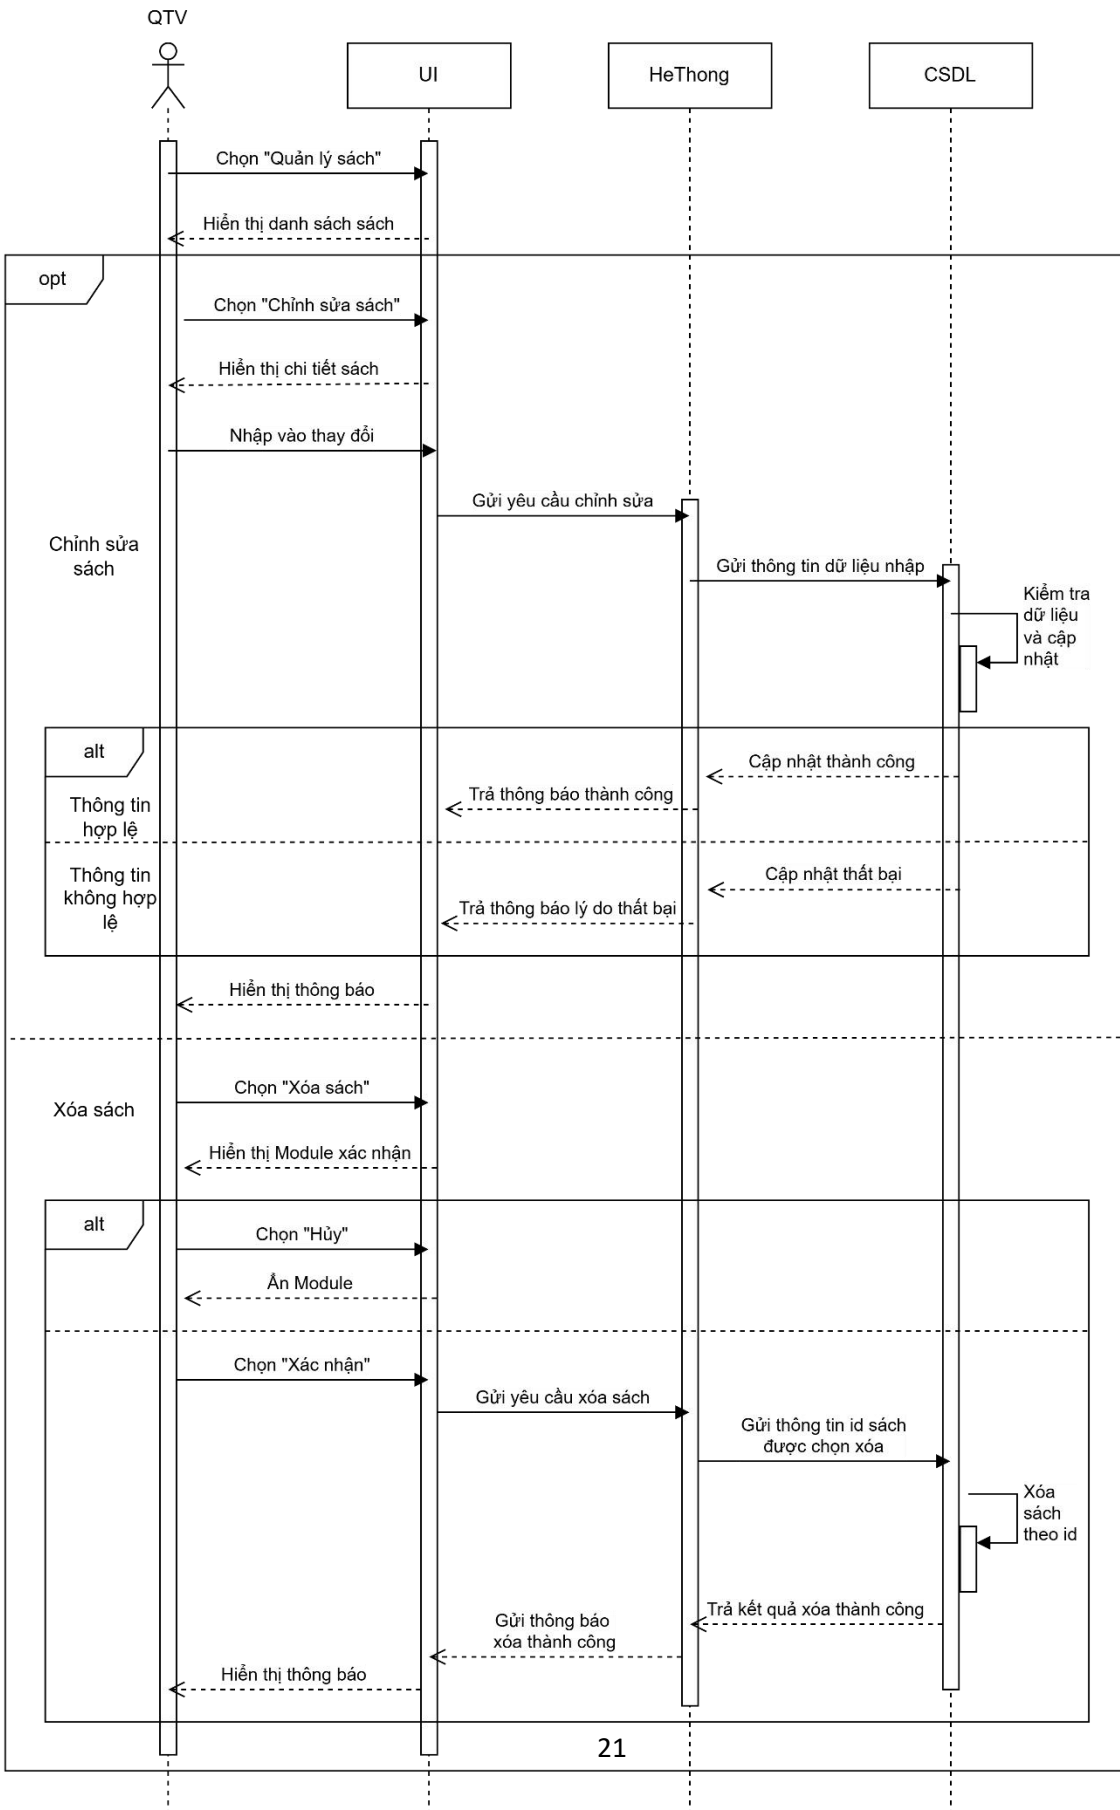 QTV
UI
HeThong
CSDL
Chọn "Quản lý sách"
Hiển thị danh sách sách
opt
Chọn "Chỉnh sửa sách"
Hiển thị chi tiết sách
Nhập vào thay đổi
Gửi yêu cầu chỉnh sửa
Chỉnh sửa
sách
Gửi thông tin dữ liệu nhập
Kiểm tra
dữ liệu
và cập
nhật
alt
Cập nhật thành công
Trả thông báo thành công
Thông tin
hợp lệ
Thông tin
không hợp
lệ
Cập nhật thất bại
Trả thông báo lý do thất bại
Hiển thị thông báo
Chọn "Xóa sách"
Xóa sách
Hiển thị Module xác nhận
alt
Chọn "Hủy"
Ẩn Module
Chọn "Xác nhận"
Gửi yêu cầu xóa sách
Gửi thông tin id sách
được chọn xóa
Xóa
sách
theo id
Trả kết quả xóa thành công
Gửi thông báo
xóa thành công
Hiển thị thông báo
21